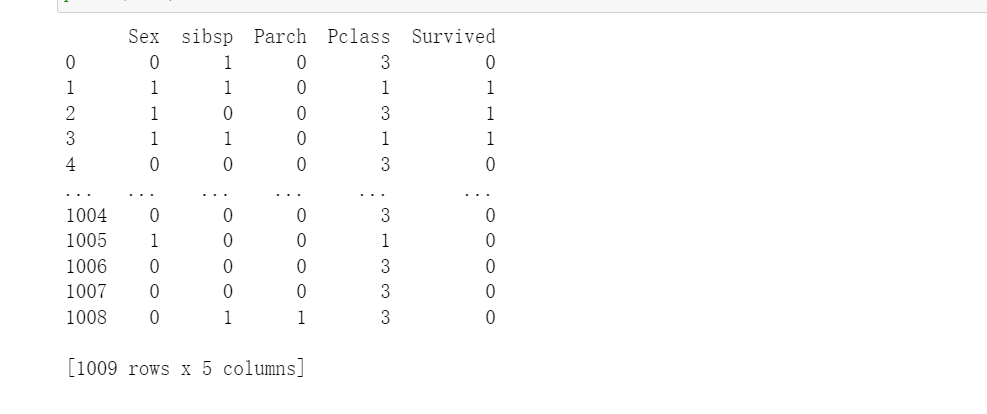 Sex sibsp Parch Pclass Survived
0 0 1 0 3 0
1 1 1 0 1 1
2 1 0 0 3 1
3 1 1 0 1 1
4 0 0 0 3 0
... ... ... ... ... ...
1004 0 0 0 3 0
1005 1 0 0 1 0
1006 0 0 0 3 0
1007 0 0 0 3 0
1008 0 1 1 3 0
[1009 rows x 5 columns]